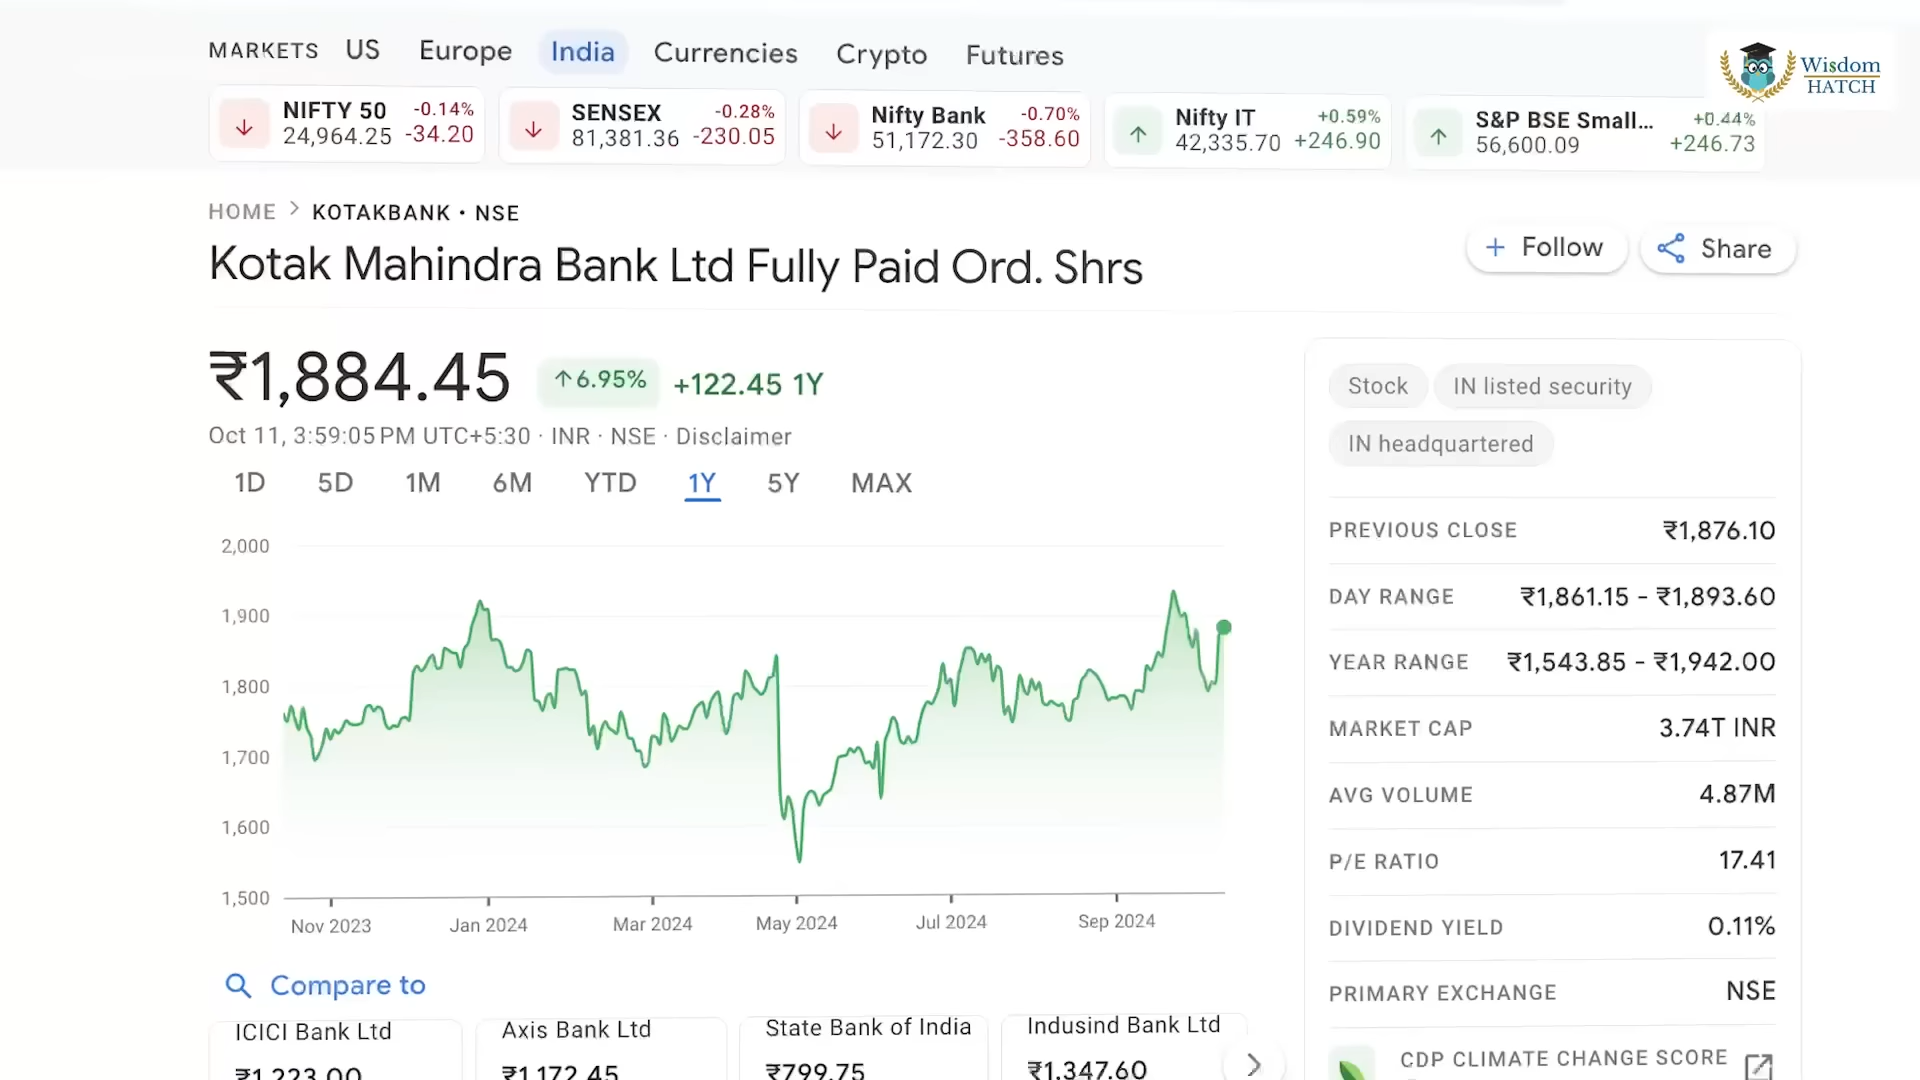 MARKETS US Europe India Currencies Crypto Futures
Wisdom
HATCH
NIFTY 50 -0.14%
24,964.25 -34.20
SENSEX -0.28%
81,381.36 -230.05
Nifty Bank -0.70%
51,172.30 -358.60
Nifty IT +0.59%
42,335.70 +246.90
S&P BSE Small... +0.44%
56,600.09 +246.73
HOME > KOTAKBANK • NSE
Kotak Mahindra Bank Ltd Fully Paid Ord. Shrs
+ Follow
Share
₹1,884.45 ↑6.95% +122.45 1Y
Oct 11, 3:59:05 PM UTC+5:30 · INR · NSE · Disclaimer
1D 5D 1M 6M YTD 1Y 5Y MAX
2,000
1,900
1,800
1,700
1,600
1,500
Nov 2023 Jan 2024 Mar 2024 May 2024 Jul 2024 Sep 2024
Stock IN listed security
IN headquartered
PREVIOUS CLOSE ₹1,876.10
DAY RANGE ₹1,861.15 - ₹1,893.60
YEAR RANGE ₹1,543.85 - ₹1,942.00
MARKET CAP 3.74T INR
AVG VOLUME 4.87M
P/E RATIO 17.41
DIVIDEND YIELD 0.11%
PRIMARY EXCHANGE NSE
CDP CLIMATE CHANGE SCORE
Compare to
ICICI Bank Ltd
₹1,223.00
Axis Bank Ltd
₹1,172.45
State Bank of India
₹799.75
Indusind Bank Ltd
₹1,347.60